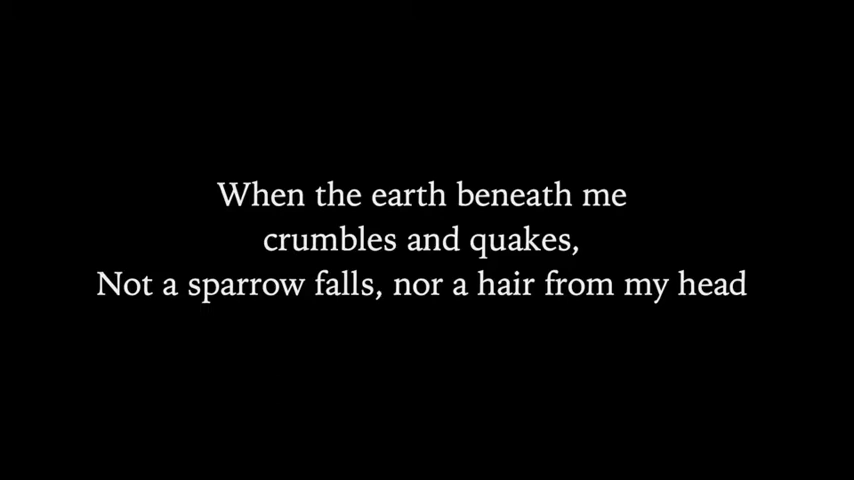 When the earth beneath me
crumbles and quakes,
Not a sparrow falls, nor a hair from my head